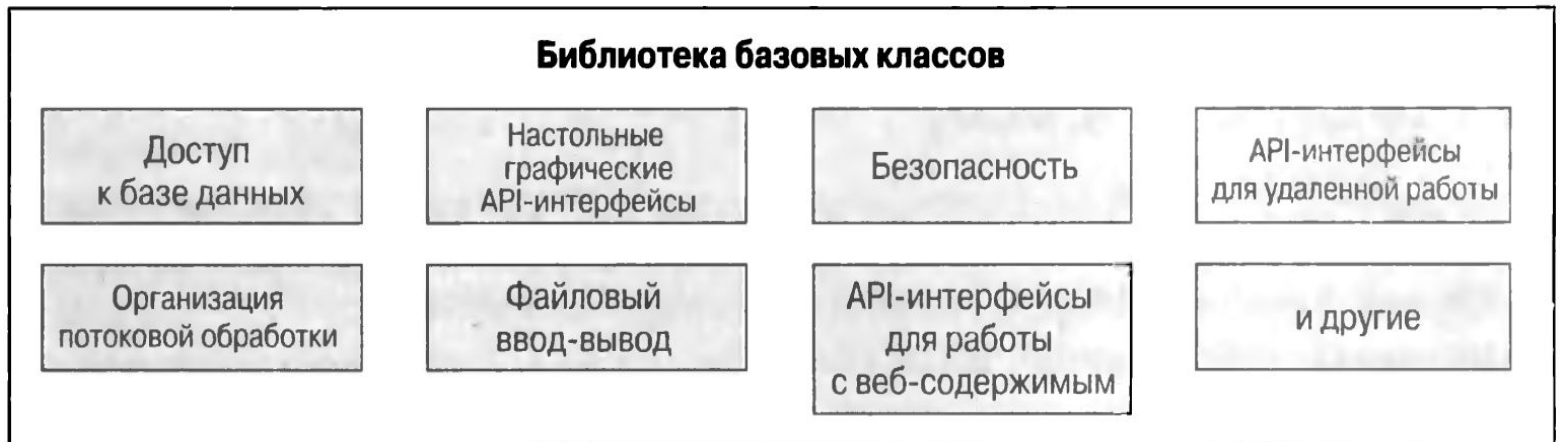 Библиотека базовых классов
Доступ
к базе данных
Настольные
графические
API-интерфейсы
Безопасность
API-интерфейсы
для удаленной работы
Организация
потоковой обработки
Файловый
ввод-вывод
API-интерфейсы
для работы
с веб-содержимым
и другие